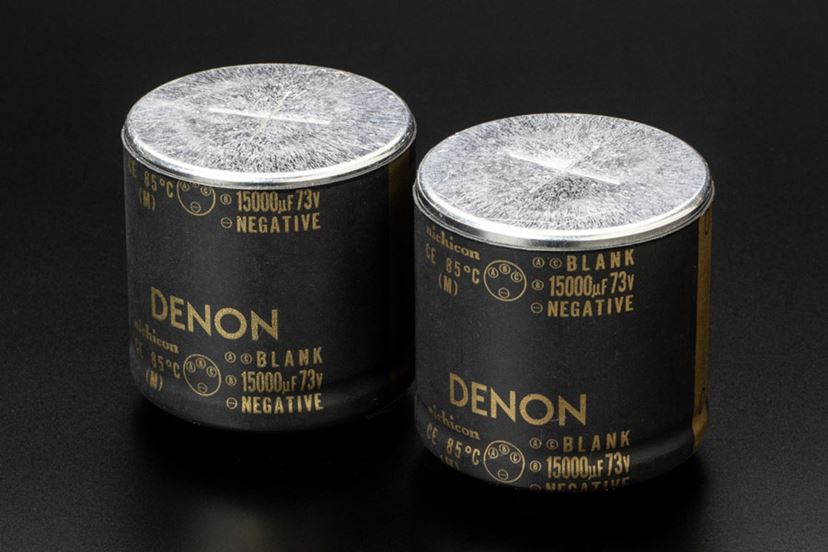 CE 85°C
(M)
Ⓐ Ⓑ Ⓒ
⊖
Ⓑ 15000µF 73V
⊖ NEGATIVE
DENON
nichicon
CE 85°C
(M)
Ⓐ Ⓑ Ⓒ
⊖
Ⓐ Ⓒ BLANK
Ⓑ 15000µF 73V
⊖ NEGATIVE
nichicon
CE 85°C
(M)
Ⓐ Ⓑ Ⓒ
⊖
Ⓐ Ⓒ BLANK
Ⓑ 15000µF 73V
⊖ NEGATIVE
DENON
nichicon
CE 85°C
(M)
Ⓐ Ⓑ Ⓒ
⊖
Ⓐ Ⓒ BLANK
Ⓑ 15000µF 73V
⊖ NEGATIVE